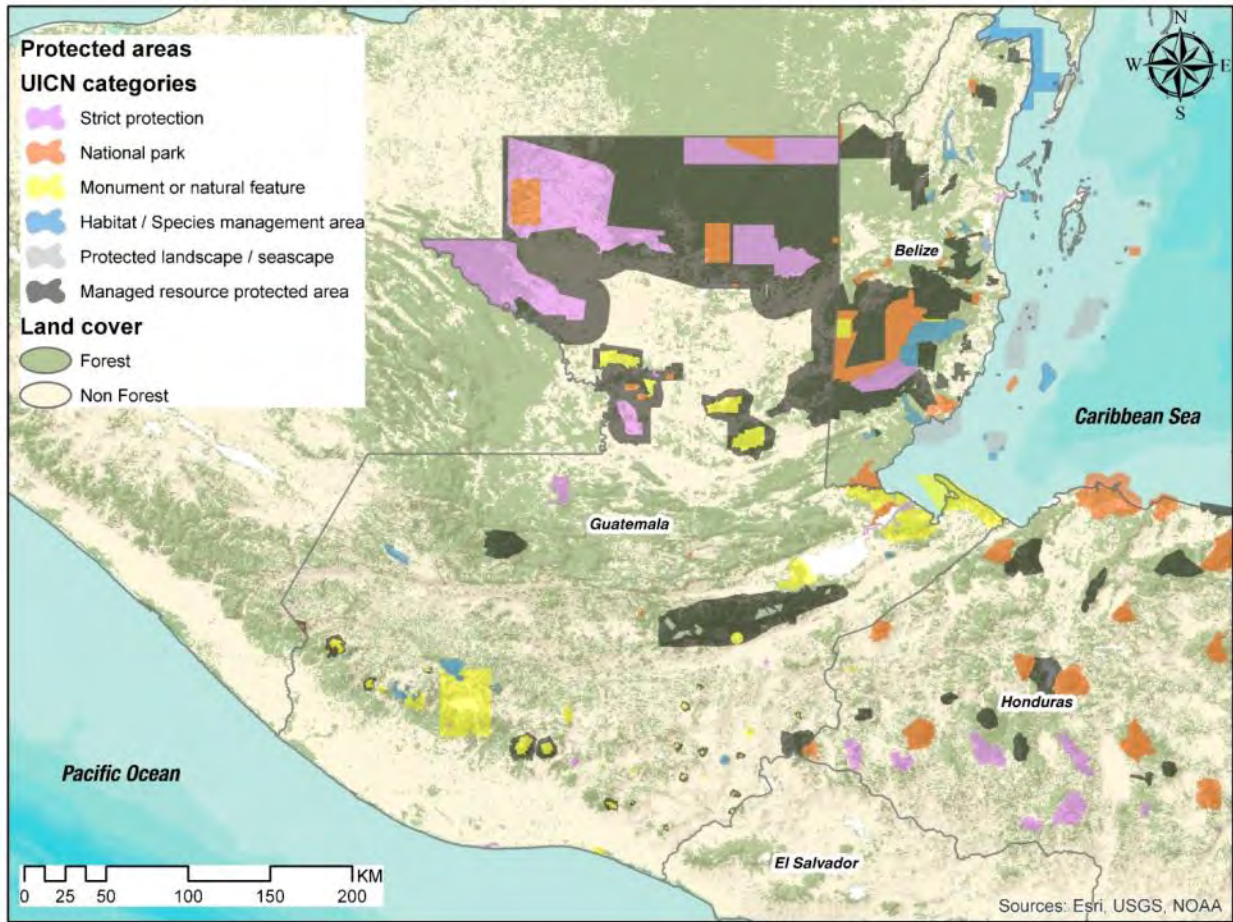 Protected areas
UICN categories
Strict protection
National park
Monument or natural feature
Habitat / Species management area
Protected landscape / seascape
Managed resource protected area
Land cover
Forest
Non Forest
N
W E
S
Belize
Caribbean Sea
Guatemala
Honduras
Pacific Ocean
El Salvador
KM
0 12.5 25 50 100 150 200
Sources: Esri, USGS, NOAA